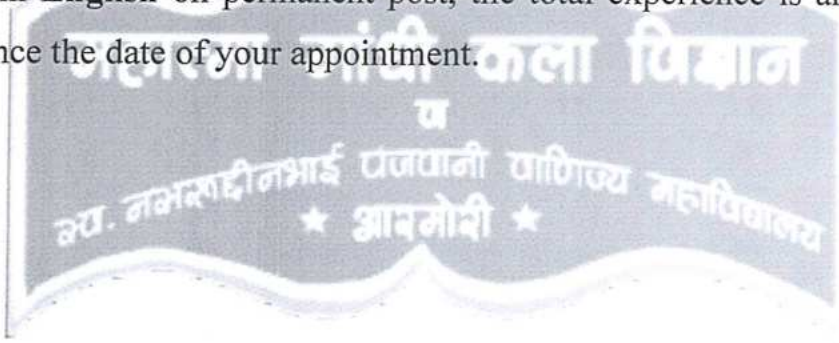 English on permanent post, the total experience is
nce the date of your appointment.
महात्मा गांधी कला विज्ञान
व
स्व. नसरुद्दीनभाई पंजवानी वाणिज्य महाविद्यालय
★ आरमोरी ★